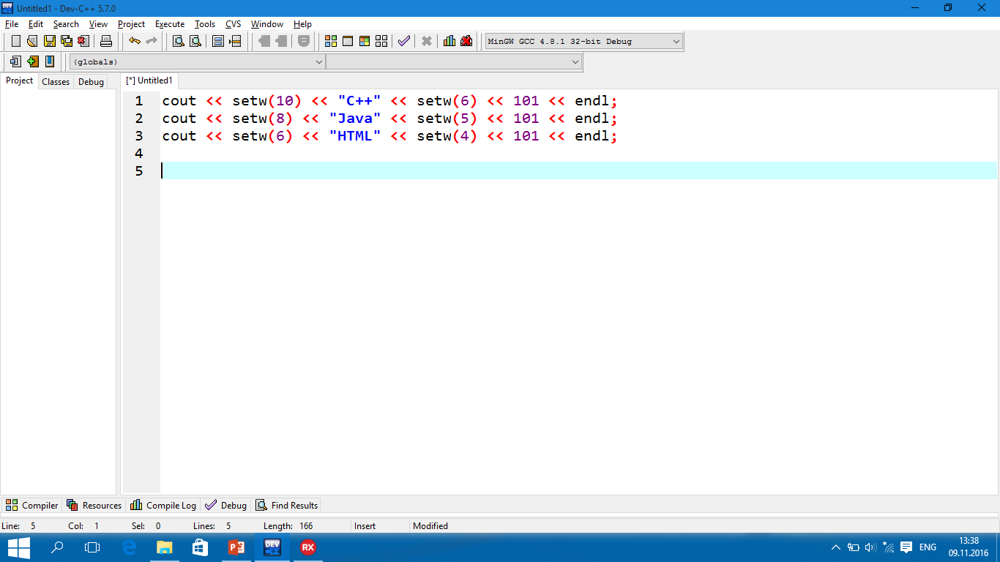 Untitled1 - Dev-C++ 5.7.0
File Edit Search View Project Execute Tools CVS Window Help
MinGW GCC 4.8.1 32-bit Debug
(globals)
Project Classes Debug [*] Untitled1
1 cout << setw(10) << "C++" << setw(6) << 101 << endl;
2 cout << setw(8) << "Java" << setw(5) << 101 << endl;
3 cout << setw(6) << "HTML" << setw(4) << 101 << endl;
4
5
Compiler Resources Compile Log Debug Find Results
Line: 5 Col: 1 Sel: 0 Lines: 5 Length: 166 Insert Modified
DEV C++ RX ENG 13:38
09.11.2016